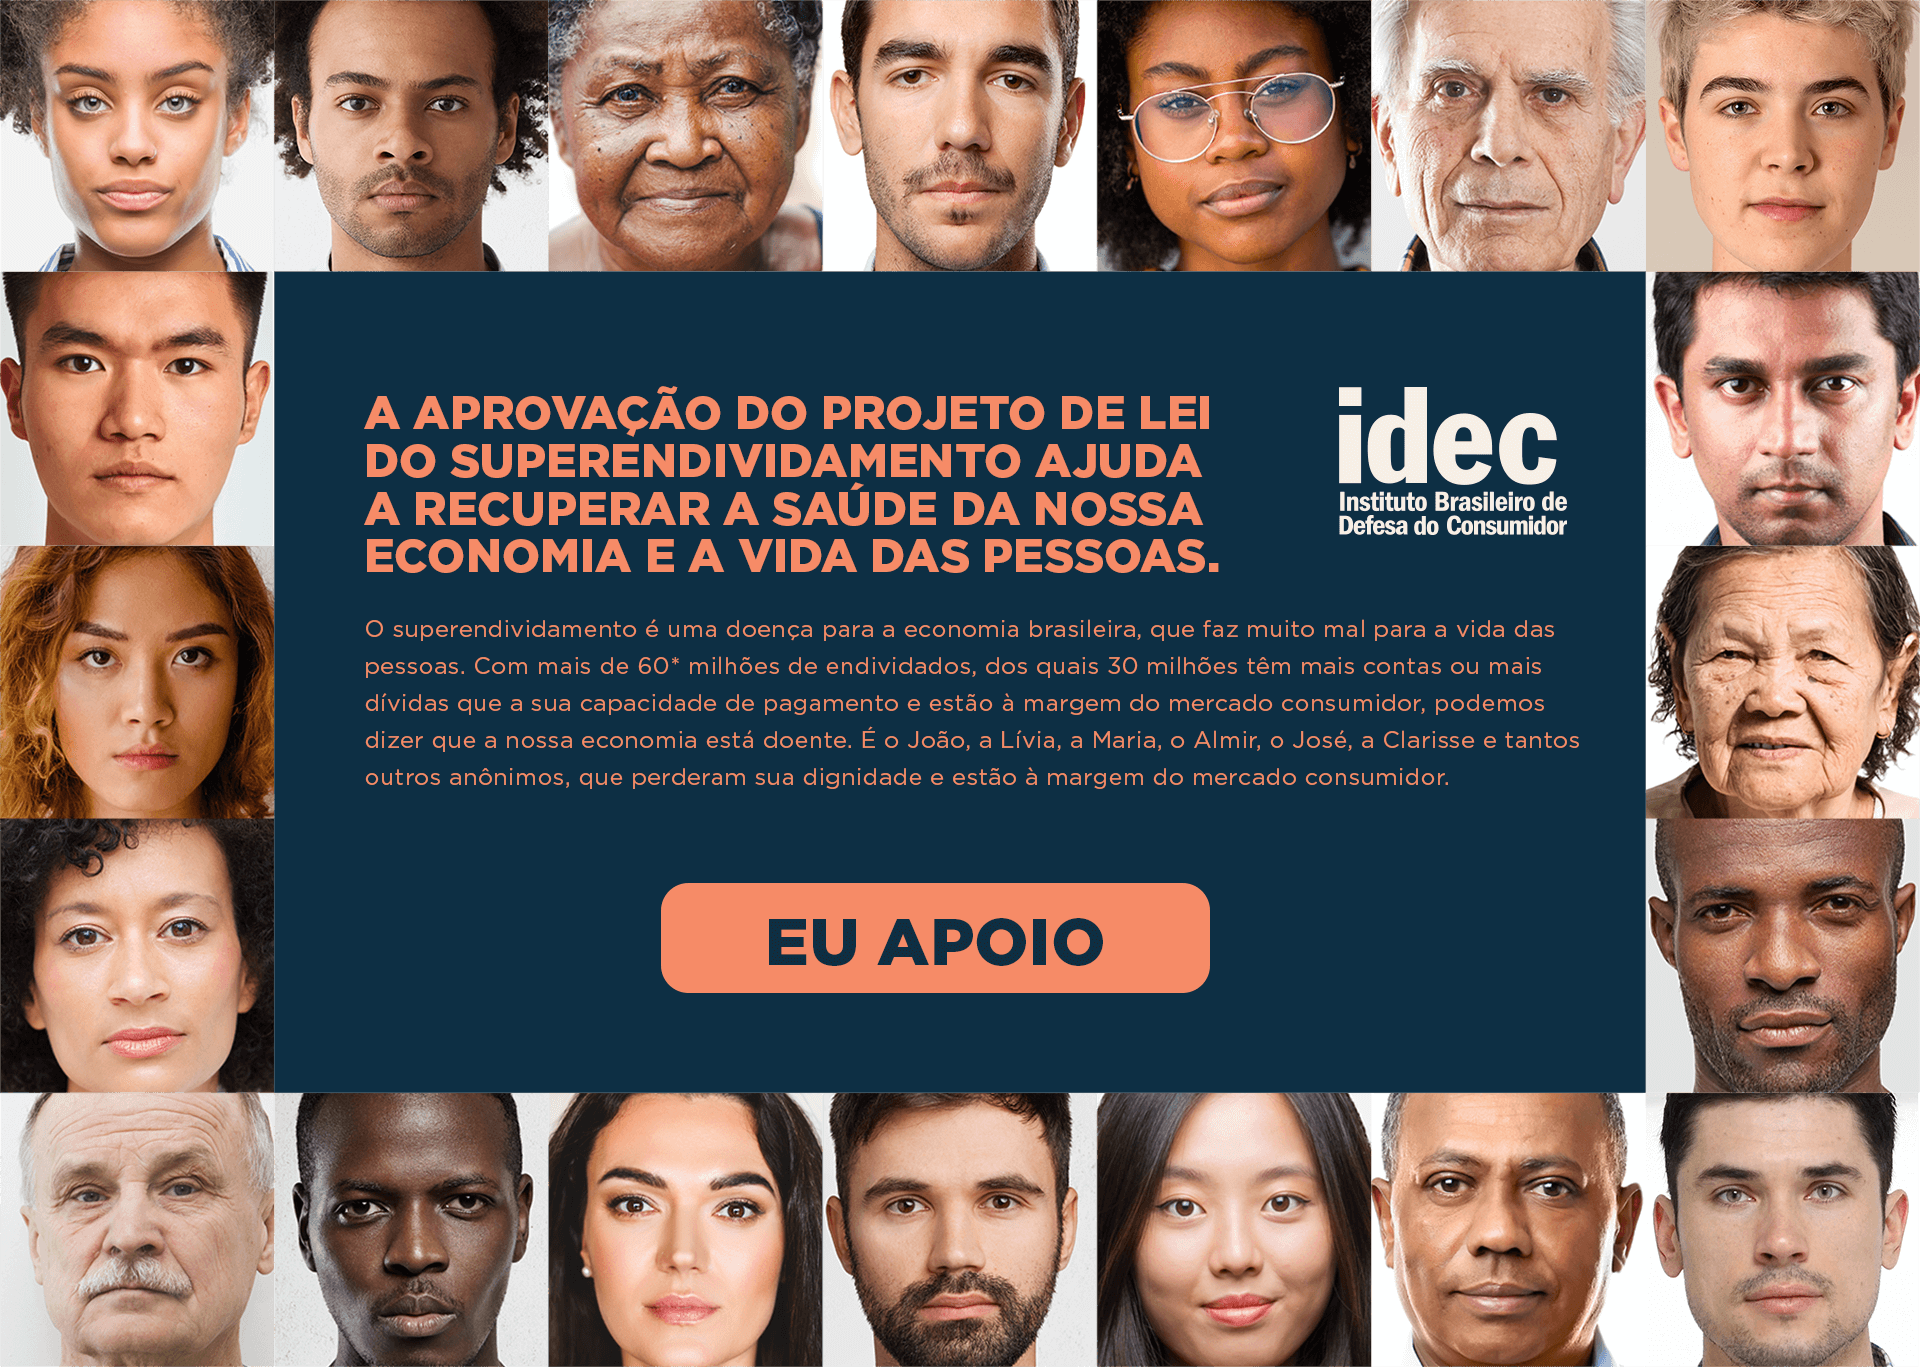 A APROVAÇÃO DO PROJETO DE LEI
DO SUPERENDIVIDAMENTO AJUDA
A RECUPERAR A SAÚDE DA NOSSA
ECONOMIA E A VIDA DAS PESSOAS.
idec
Instituto Brasileiro de
Defesa do Consumidor
O superendividamento é uma doença para a economia brasileira, que faz muito mal para a vida das
pessoas. Com mais de 60* milhões de endividados, dos quais 30 milhões têm mais contas ou mais
dívidas que a sua capacidade de pagamento e estão à margem do mercado consumidor, podemos
dizer que a nossa economia está doente. É o João, a Lívia, a Maria, o Almir, o José, a Clarisse e tantos
outros anônimos, que perderam sua dignidade e estão à margem do mercado consumidor.
EU APOIO